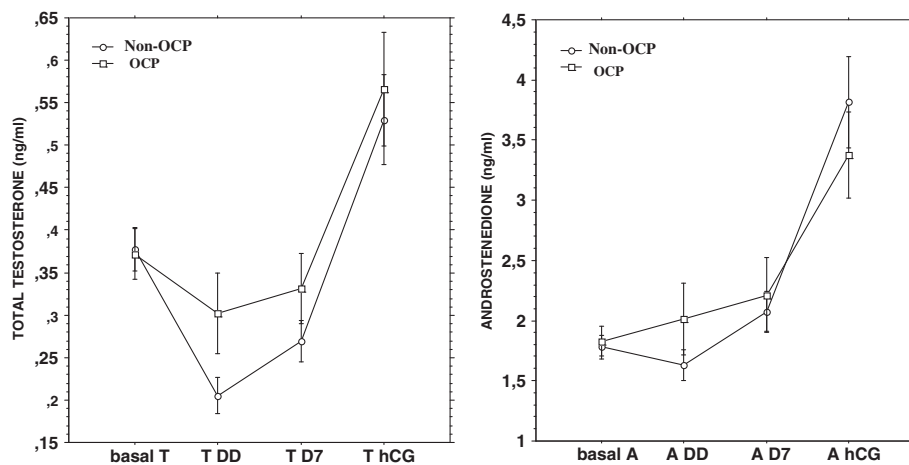 TOTAL TESTOSTERONE (ng/ml)
,65
,6
,55
,5
,45
,4
,35
,3
,25
,2
,15
Non-OCP
OCP
basal T T DD T D7 T hCG
ANDROSTENEDIONE (ng/ml)
4,5
4
3,5
3
2,5
2
1,5
1
Non-OCP
OCP
basal A A DD A D7 A hCG